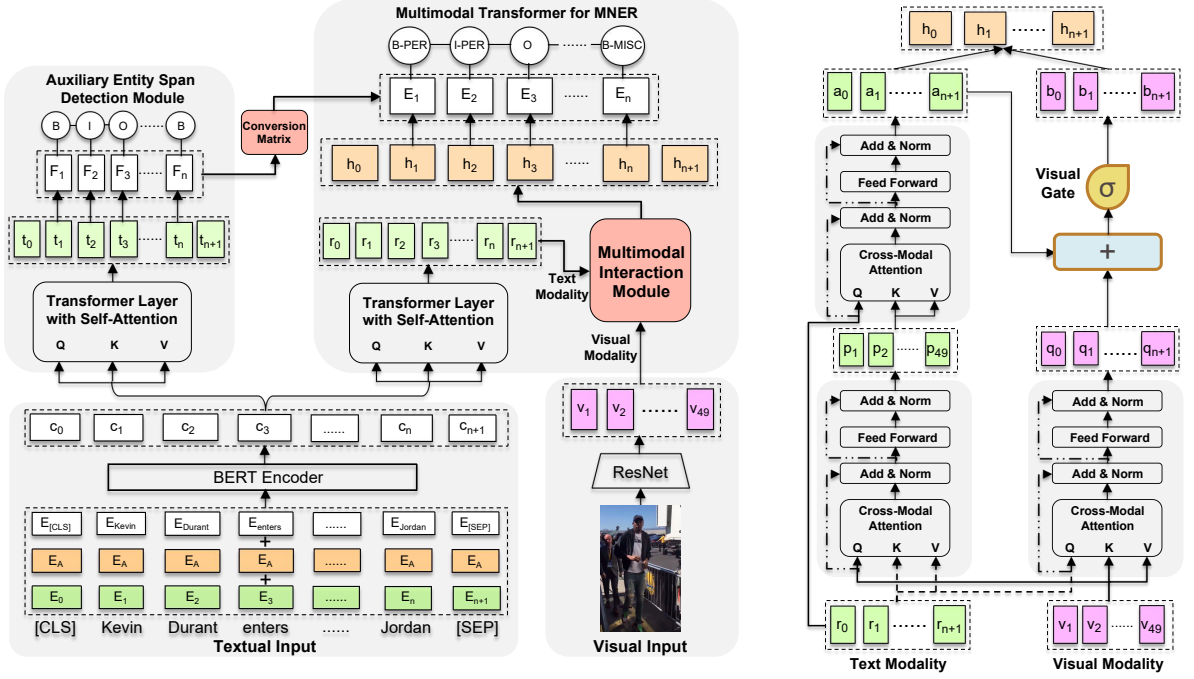 Multimodal Transformer for MNER
B-PER I-PER O ...... B-MISC
Auxiliary Entity Span
Detection Module
B I O ...... B
E1 E2 E3 ...... En
Conversion
Matrix
F1 F2 F3 ...... Fn
h0 h1 h2 h3 ...... hn hn+1
t0 t1 t2 t3 ...... tn tn+1
r0 r1 r2 r3 ...... rn rn+1
Text
Modality
Multimodal
Interaction
Module
Transformer Layer
with Self-Attention
Q K V
Transformer Layer
with Self-Attention
Q K V
Visual
Modality
c0 c1 c2 c3 ...... cn cn+1
v1 v2 ...... v49
BERT Encoder
ResNet
E[CLS] EKevin EDurant Eenters ...... EJordan E[SEP]
+
EA EA EA EA ...... EA EA
+
E0 E1 E2 E3 ...... En En+1
[CLS] Kevin Durant enters ...... Jordan [SEP]
Textual Input
Visual Input
h0 h1 ...... hn+1
a0 a1 ...... an+1
b0 b1 ...... bn+1
Add & Norm
Feed Forward
Add & Norm
Cross-Modal
Attention
Q K V
Visual
Gate
σ
+
p1 p2 ...... p49
q0 q1 ...... qn+1
Add & Norm
Feed Forward
Add & Norm
Cross-Modal
Attention
Q K V
Add & Norm
Feed Forward
Add & Norm
Cross-Modal
Attention
Q K V
r0 r1 ...... rn+1
v1 v2 ...... v49
Text Modality
Visual Modality